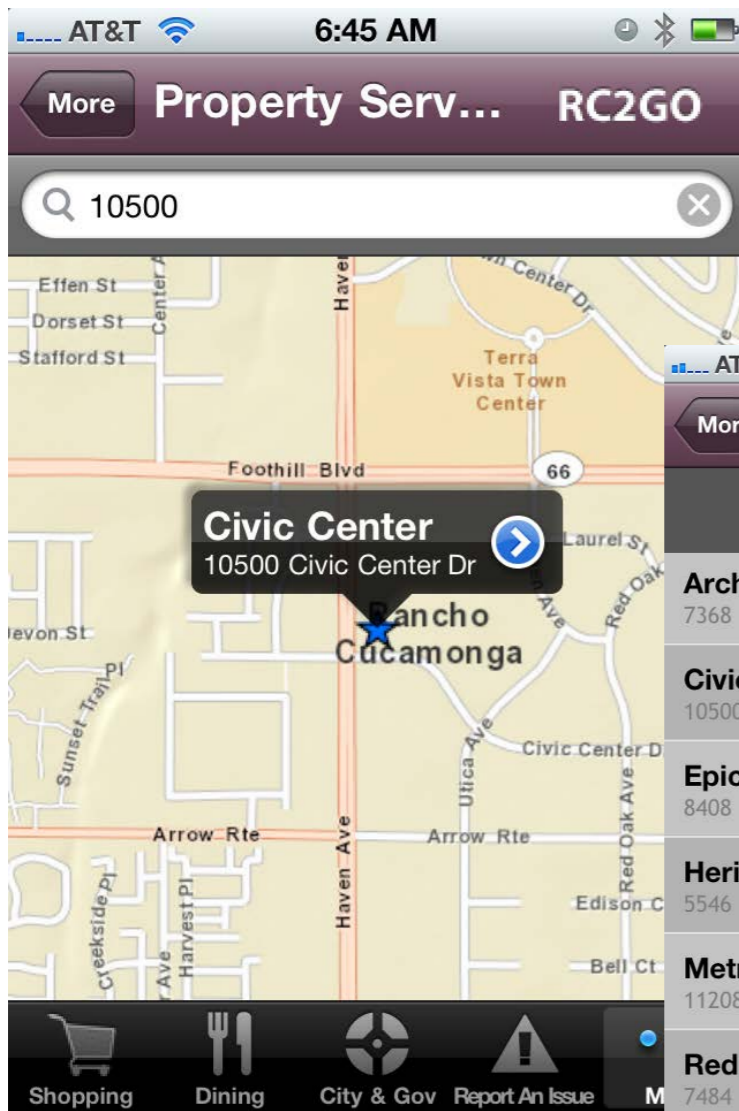 AT&T 6:45 AM
More Property Serv... RC2GO
10500
Effen St
Dorset St
Stafford St
Center A
Haven
wn Center Dr
Terra
Vista Town
Center
Foothill Blvd
66
Civic Center
10500 Civic Center Dr
Laurel St
en Ave
Red Oak
Rancho
Cucamonga
Devon St
Sunset Trail Pl
Civic Center D
Utica Ave
Red Oak Ave
Arrow Rte
Arrow Rte
Haven Ave
Creekside Pl
Harvest Pl
r Ave
Edison C
Bell Ct
Shopping
Dining
City & Gov
Report An Issue
M
AT
Mor
Arch
7368
Civic
10500
Epic
8408
Heri
5546
Metr
11208
Red
7484